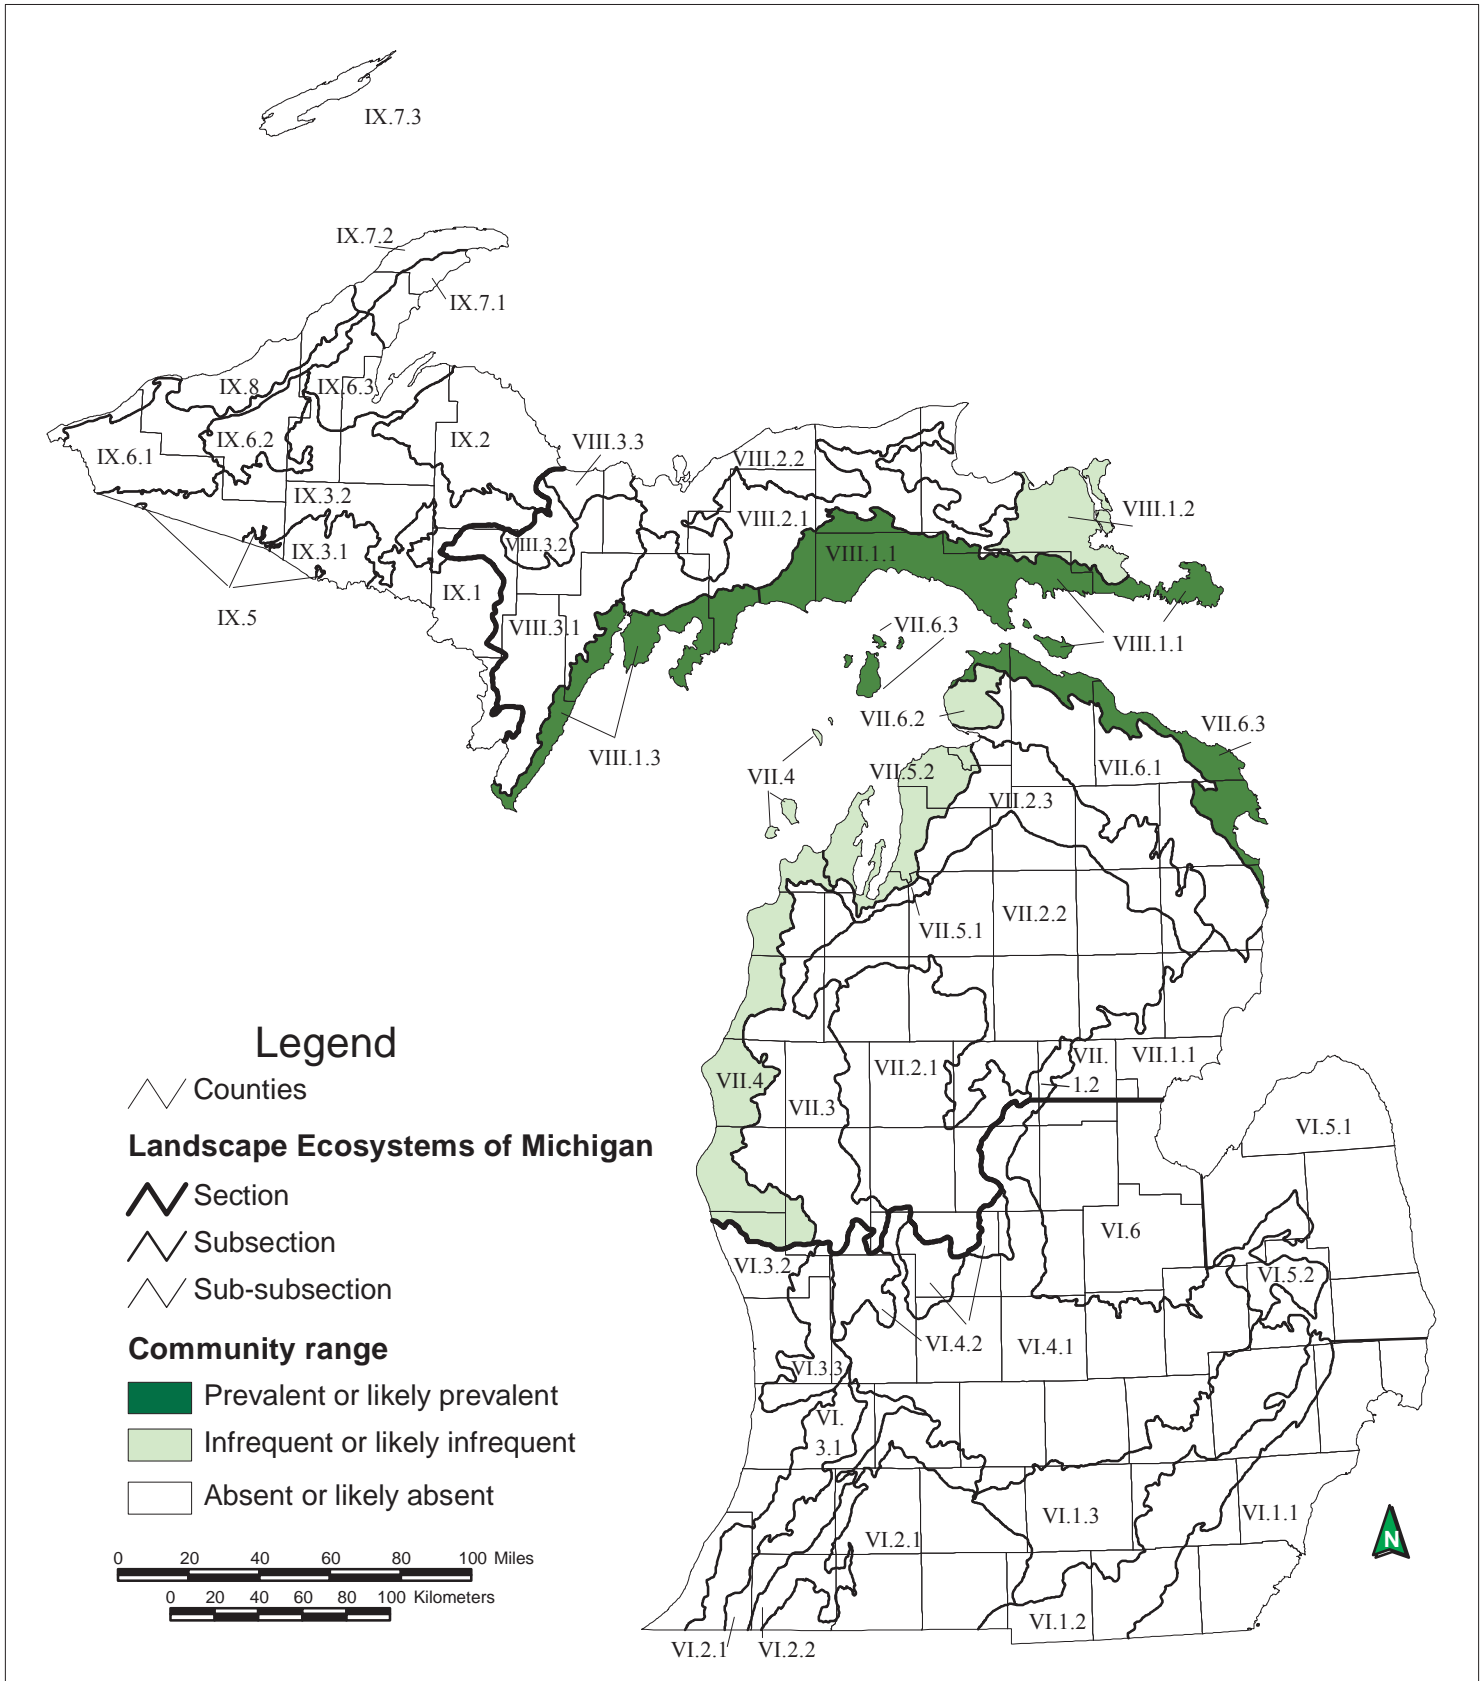 IX.7.3
IX.7.2
IX.7.1
IX.8
IX.6.3
IX.6.2
IX.2
IX.6.1
VIII.3.3
VIII.2.2
IX.3.2
VIII.2.1
VIII.1.2
IX.3.1
VIII.3.2
VIII.1.1
IX.1
IX.5
VIII.3.1
VII.6.3
VIII.1.1
VII.6.2
VII.6.3
VIII.1.3
VII.4
VII.5.2
VII.6.1
VII.2.3
VII.5.1
VII.2.2
Legend
Counties
Landscape Ecosystems of Michigan
Section
Subsection
Sub-subsection
Community range
Prevalent or likely prevalent
Infrequent or likely infrequent
Absent or likely absent
0 20 40 60 80 100 Miles
0 20 40 60 80 100 Kilometers
VII.4
VII.3
VII.2.1
VII.
1.2
VII.1.1
VI.5.1
VI.6
VI.3.2
VI.5.2
VI.4.2
VI.4.1
VI.3.3
VI.
3.1
VI.1.3
VI.1.1
VI.2.1
VI.1.2
VI.2.1
VI.2.2
N